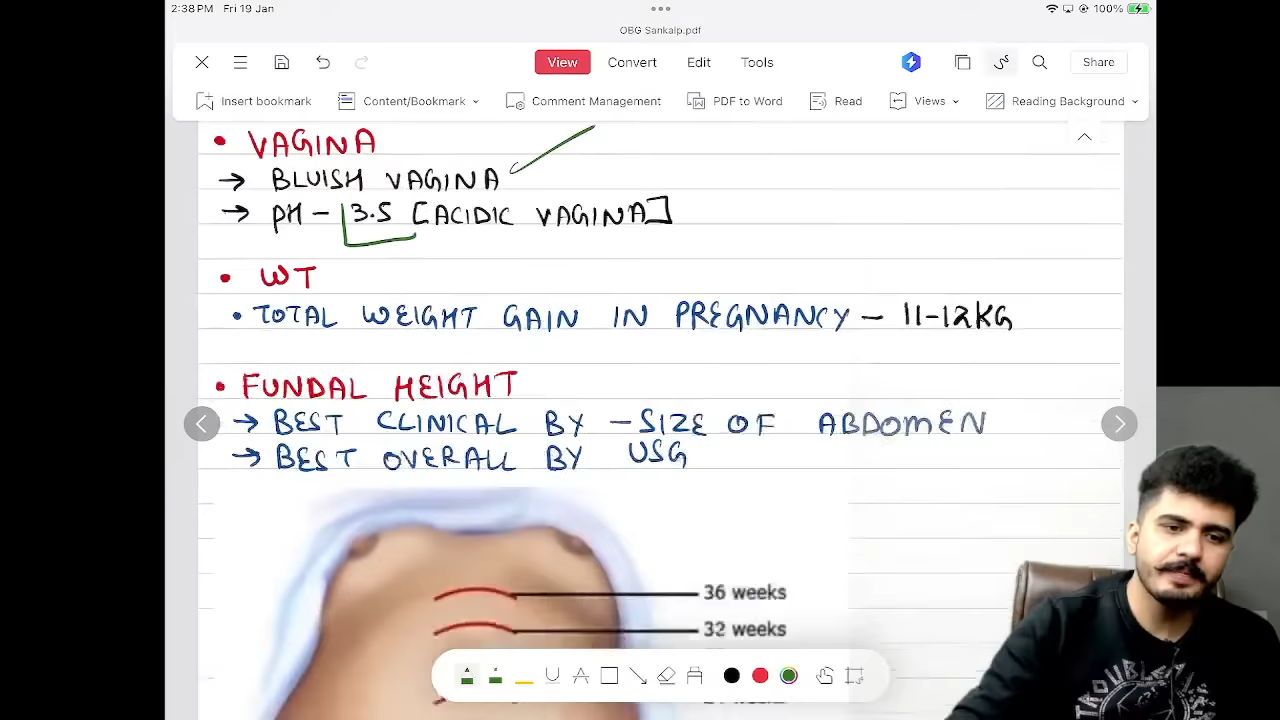 2:38 PM Fri 19 Jan
100%
OBG Sankalp.pdf
View Convert Edit Tools
Share
Insert bookmark Content/Bookmark Comment Management PDF to Word Read Views Reading Background
• VAGINA
→ BLUISH VAGINA
→ pH – 3.5 [ACIDIC VAGINA]
• WT
• TOTAL WEIGHT GAIN IN PREGNANCY – 11-12KG
• FUNDAL HEIGHT
→ BEST CLINICAL BY – SIZE OF ABDOMEN
→ BEST OVERALL BY USG
36 weeks
32 weeks